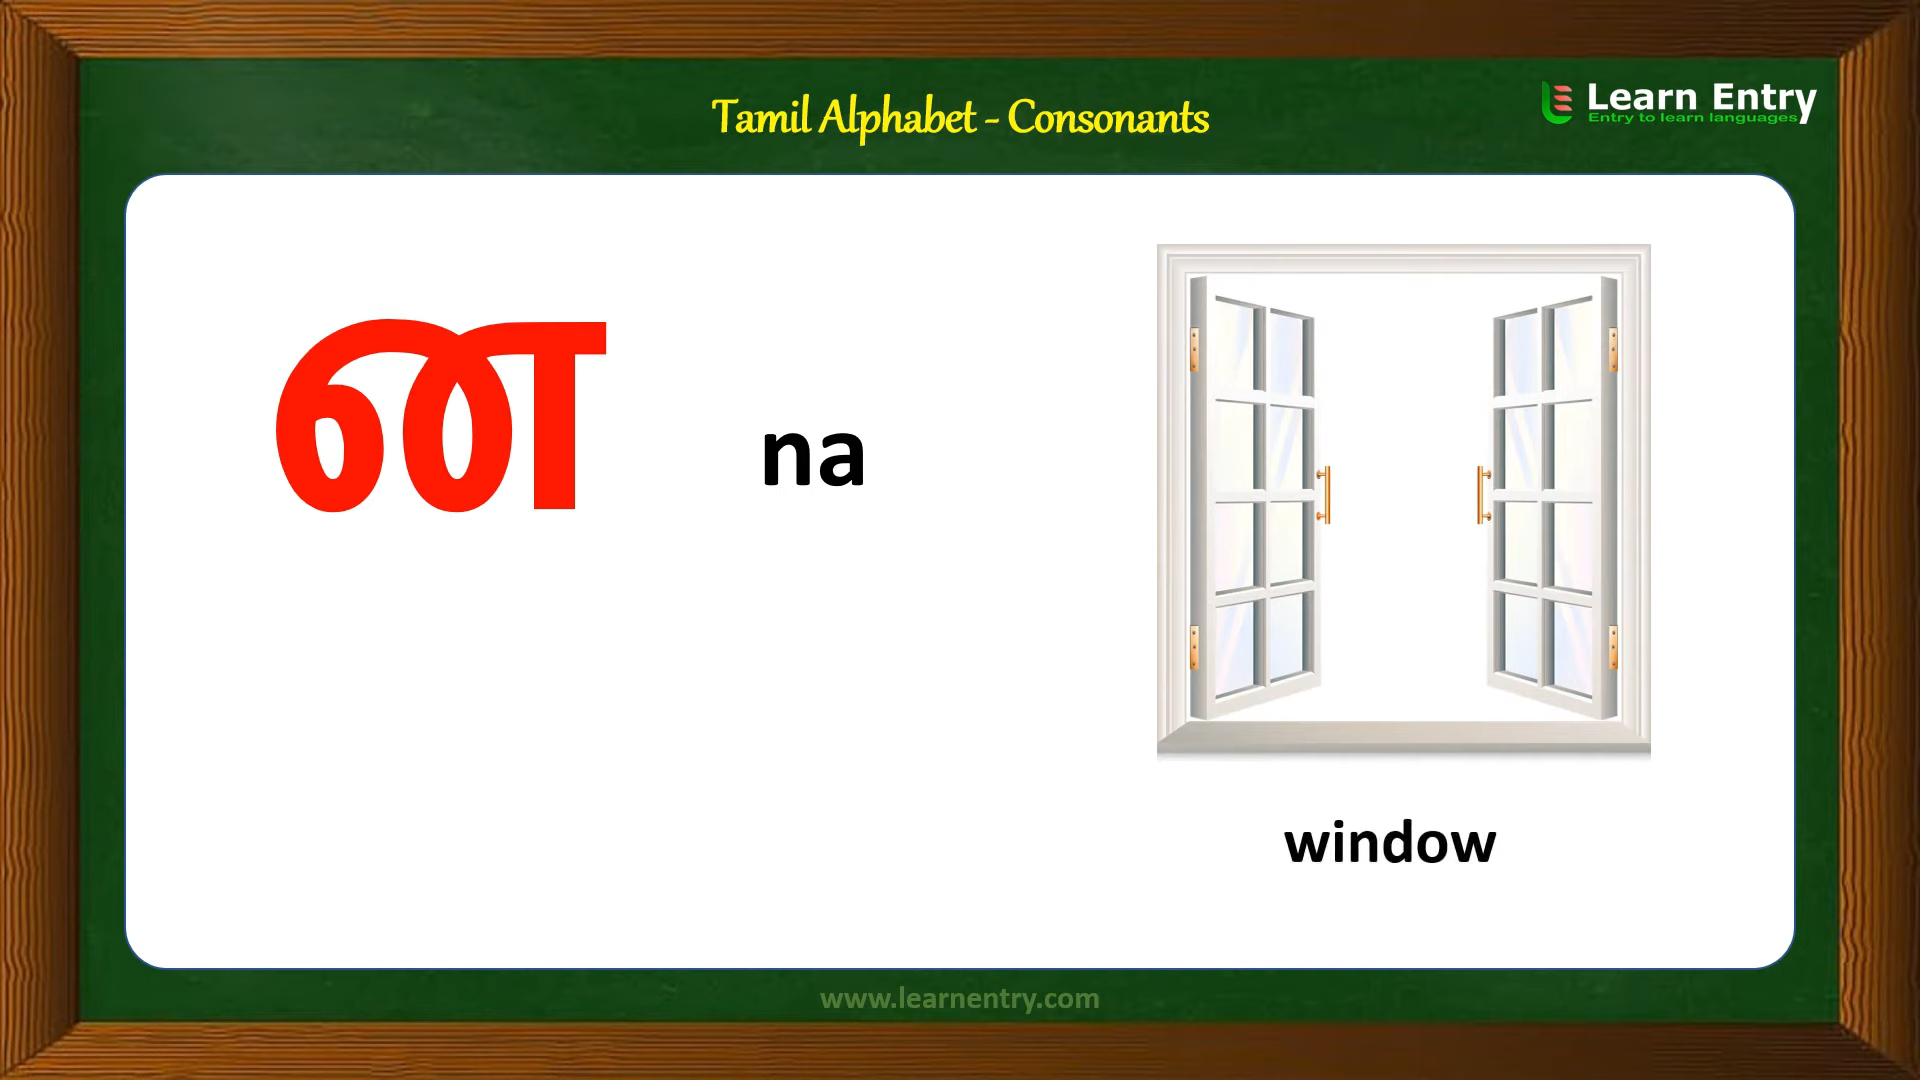 Tamil Alphabet - Consonants
Learn Entry
Entry to learn languages
ன
na
window
www.learnentry.com